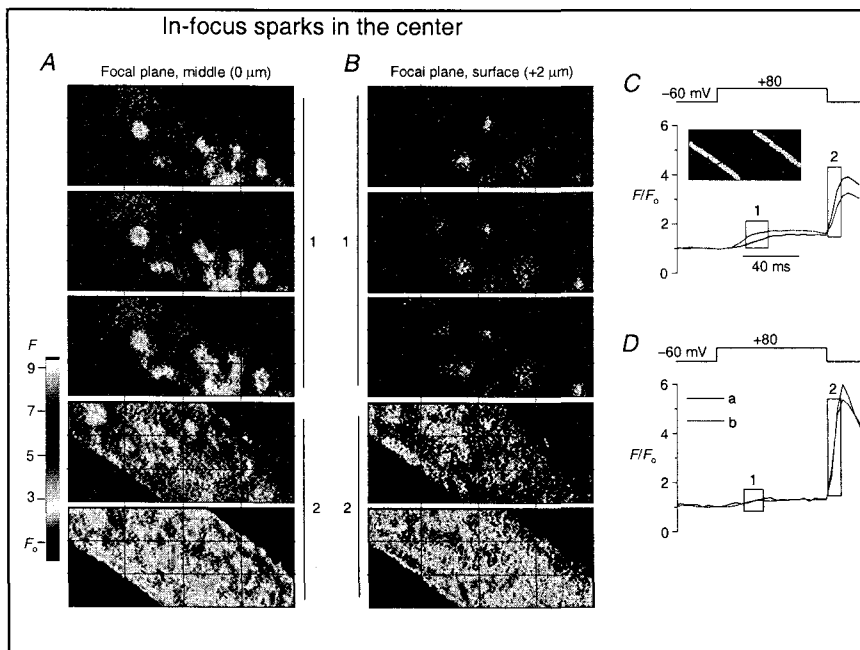 In-focus sparks in the center
A
Focal plane, middle (0 μm)
1
2
F
9
7
5
3
Fo
B
Focai plane, surface (+2 μm)
1
2
C
+80
−60 mV
6
4
2
0
F/Fo
1
2
40 ms
D
+80
−60 mV
6
4
2
0
F/Fo
a
b
1
2